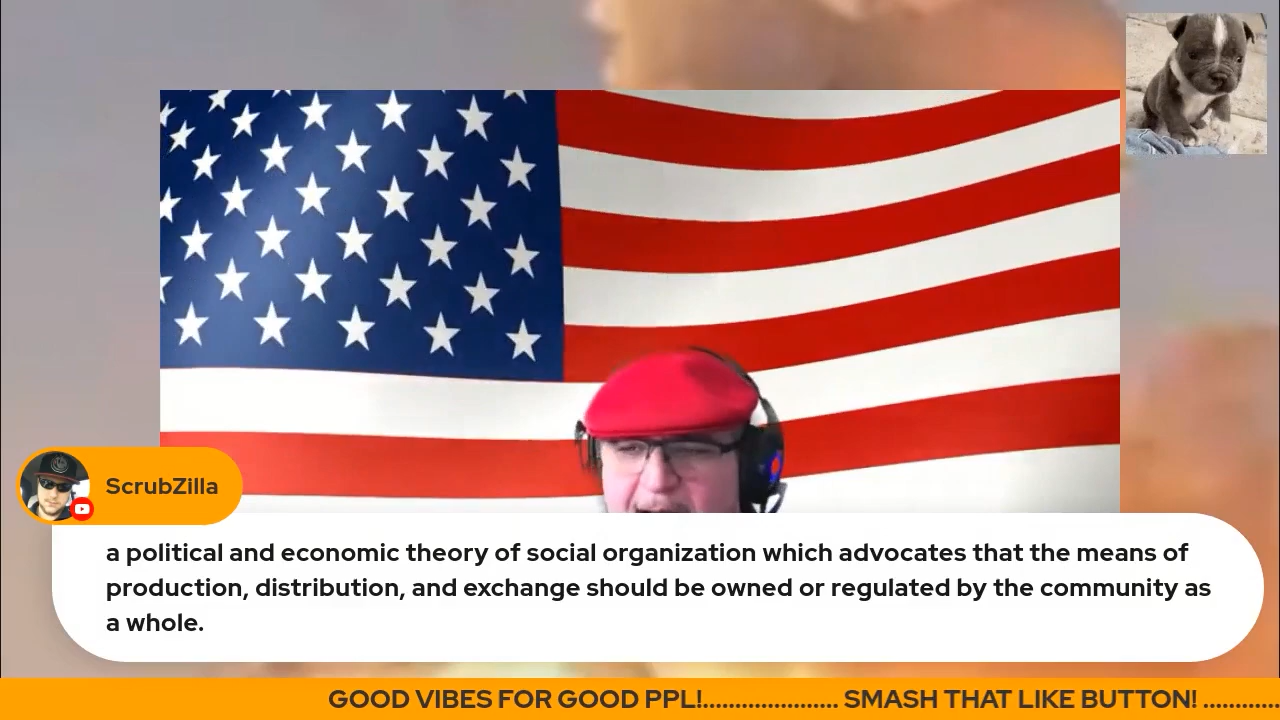 ScrubZilla
a political and economic theory of social organization which advocates that the means of
production, distribution, and exchange should be owned or regulated by the community as
a whole.
GOOD VIBES FOR GOOD PPL!..................... SMASH THAT LIKE BUTTON! ............